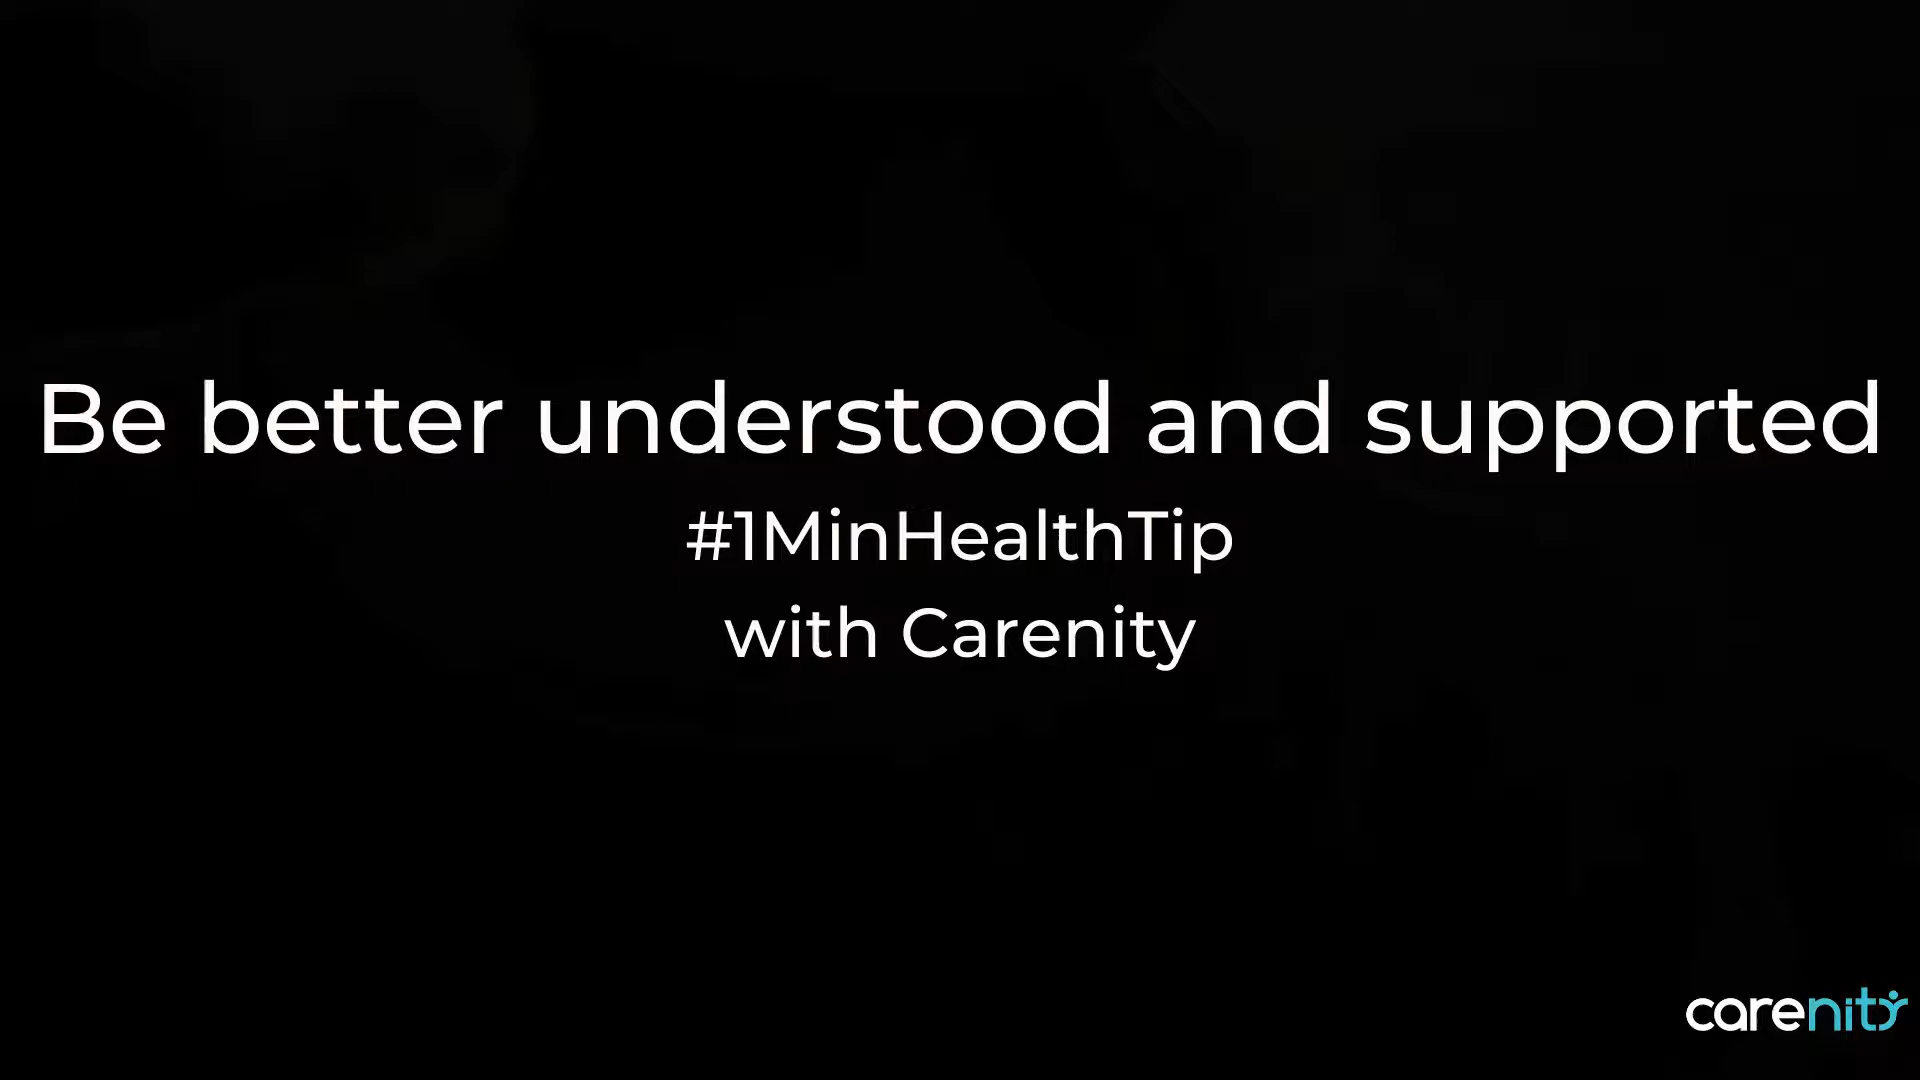 Be better understood and supported
#1MinHealthTip
with Carenity
carenity